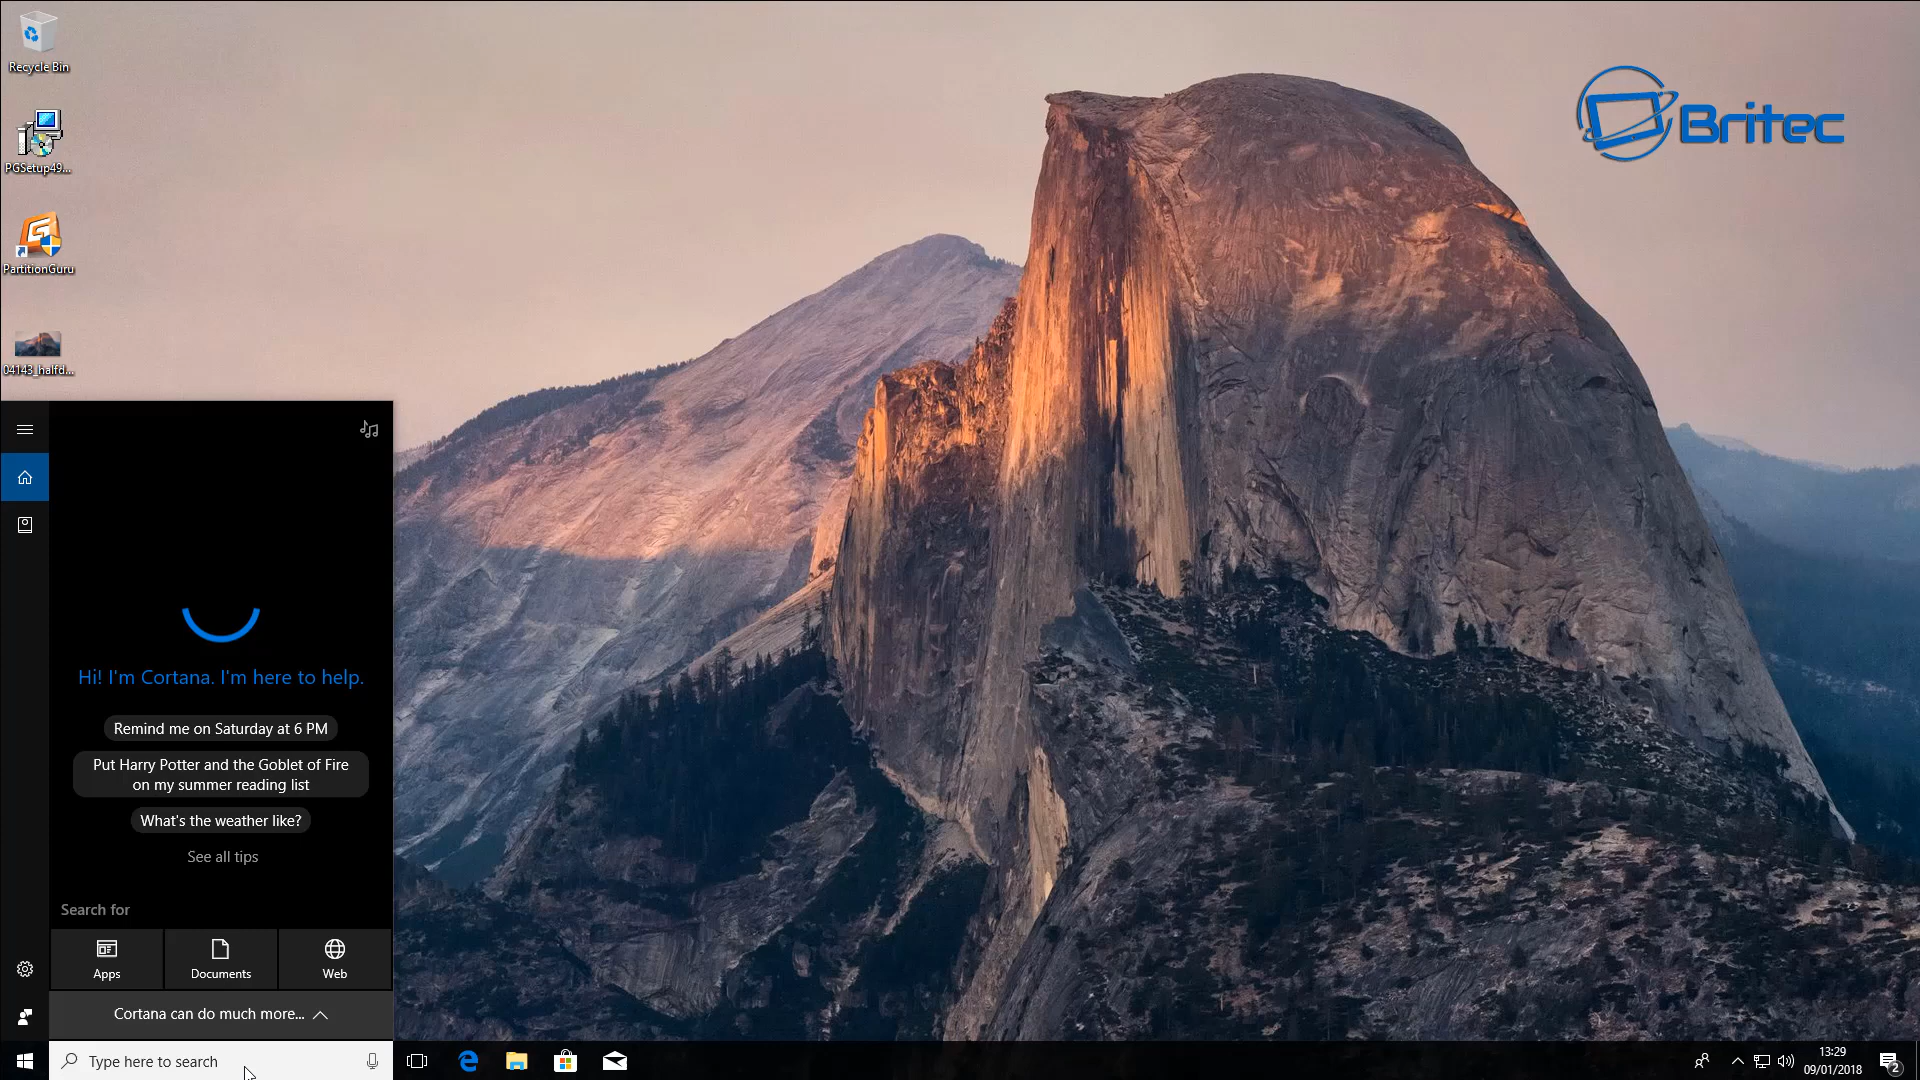 Recycle Bin
PGSetup49...
PartitionGuru
04143_halfd...
Britec
Hi! I'm Cortana. I'm here to help.
Remind me on Saturday at 6 PM
Put Harry Potter and the Goblet of Fire
on my summer reading list
What's the weather like?
See all tips
Search for
Apps
Documents
Web
Cortana can do much more...
Type here to search
13:29
09/01/2018
2